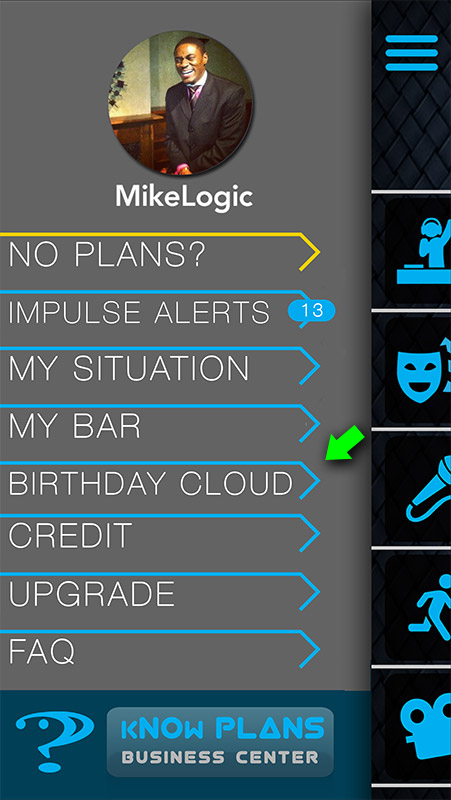 MikeLogic
NO PLANS?
IMPULSE ALERTS 13
MY SITUATION
MY BAR
BIRTHDAY CLOUD
CREDIT
UPGRADE
FAQ
kNOW PLANS
BUSINESS CENTER